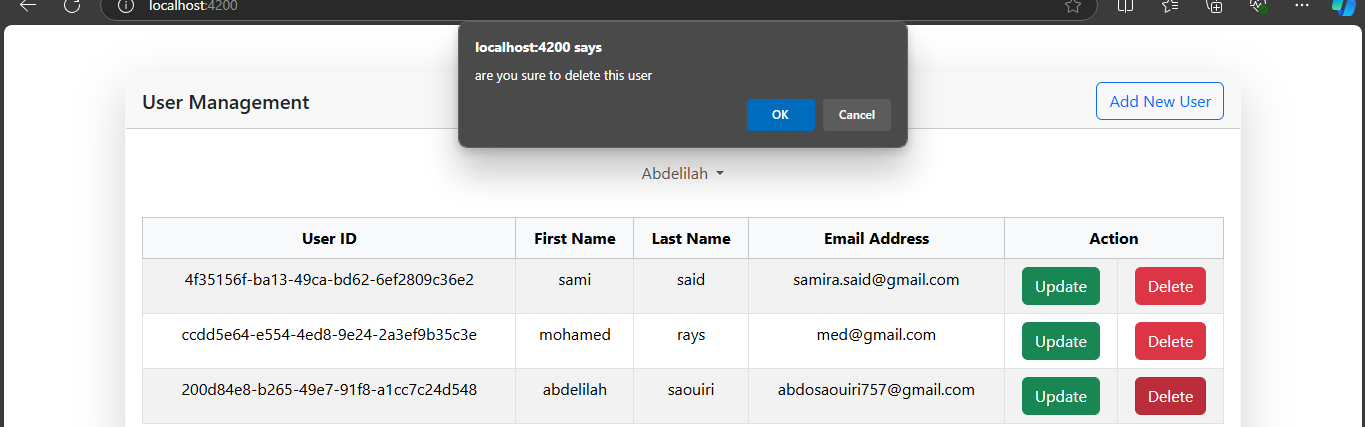 localhost:4200
localhost:4200 says
are you sure to delete this user
OK Cancel
User Management Add New User
Abdelilah
User ID First Name Last Name Email Address Action
4f35156f-ba13-49ca-bd62-6ef2809c36e2 sami said samira.said@gmail.com Update Delete
ccdd5e64-e554-4ed8-9e24-2a3ef9b35c3e mohamed rays med@gmail.com Update Delete
200d84e8-b265-49e7-91f8-a1cc7c24d548 abdelilah saouiri abdosaouiri757@gmail.com Update Delete